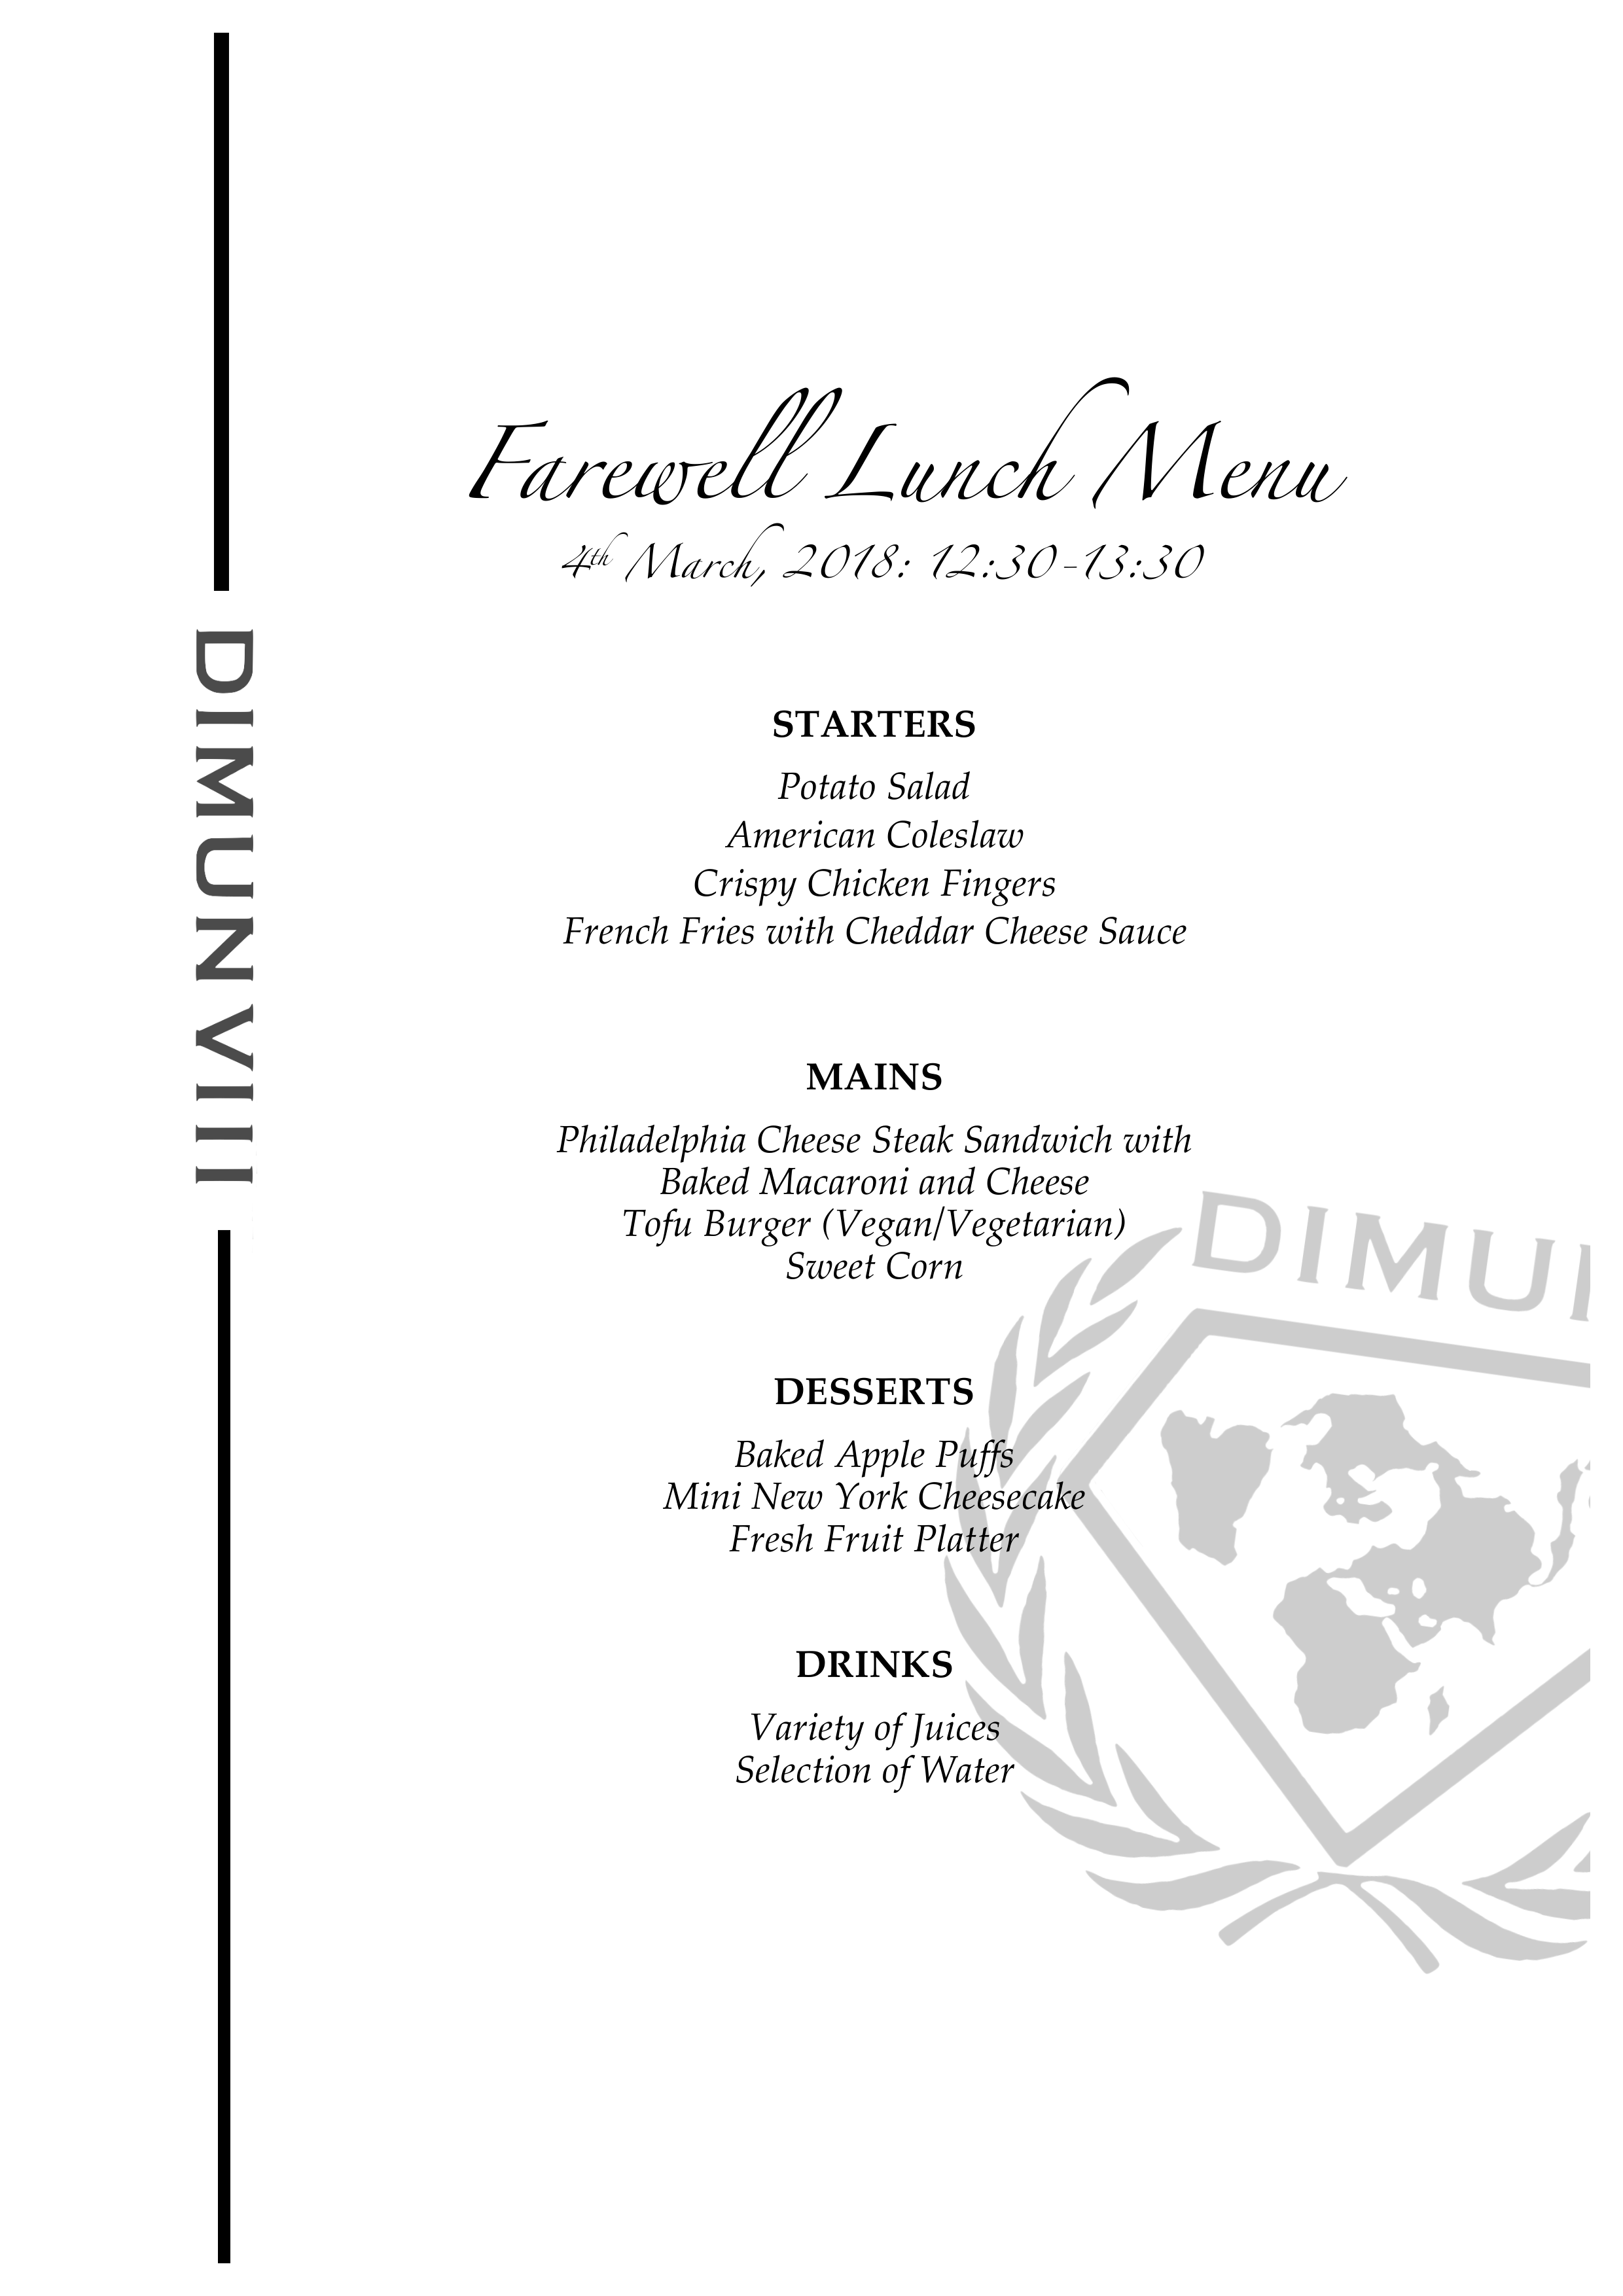 Farewell Lunch Menu
4th March, 2018: 12:30-13:30
DIMUN VIII
STARTERS
Potato Salad
American Coleslaw
Crispy Chicken Fingers
French Fries with Cheddar Cheese Sauce
MAINS
Philadelphia Cheese Steak Sandwich with
Baked Macaroni and Cheese
Tofu Burger (Vegan/Vegetarian)
Sweet Corn
DIMU
DESSERTS
Baked Apple Puffs
Mini New York Cheesecake
Fresh Fruit Platter
DRINKS
Variety of Juices
Selection of Water